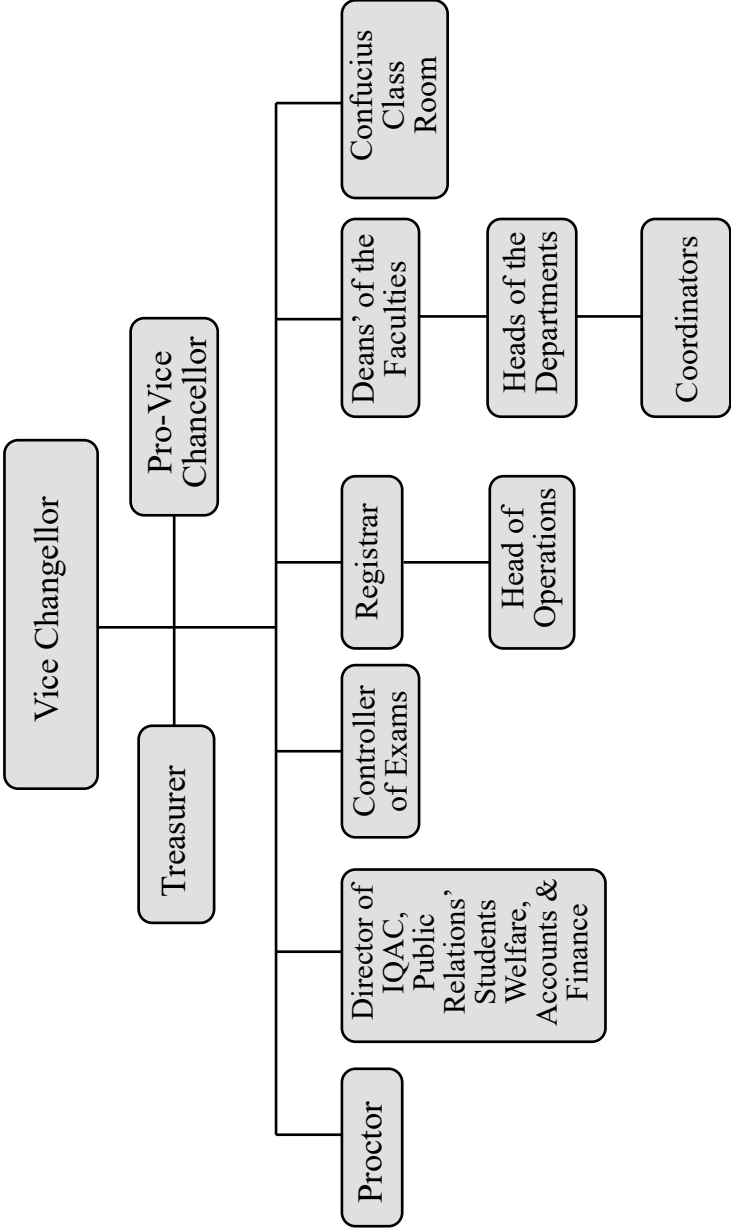 Vice Changellor
Treasurer
Pro-Vice
Chancellor
Proctor
Director of
IQAC,
Public
Relations’
Students
Welfare,
Accounts &
Finance
Controller
of Exams
Registrar
Deans’ of the
Faculties
Confucius
Class
Room
Head of
Operations
Heads of the
Departments
Coordinators